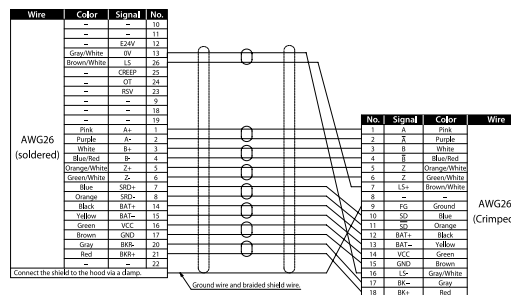 Wire Color Signal No.
– – 10
– – 11
– E24V 12
Gray/White 0V 13
Brown/White LS 26
– CREEP 25
– OT 24
– RSV 23
– – 9
– – 18
– – 19
Pink A+ 1
Purple A- 2
White B+ 3
Blue/Red B- 4
Orange/White Z+ 5
Green/White Z- 6
Blue SRD+ 7
Orange SRD- 8
Black BAT+ 14
Yellow BAT– 15
Green VCC 16
Brown GND 17
Gray BKR- 20
Red BKR+ 21
– – 22
AWG26
(soldered)
Connect the shield to the hood via a clamp.
Ground wire and braided shield wire.
No. Signal Color Wire
1 A Pink
2 A̅ Purple
3 B White
4 B̅ Blue/Red
5 Z Orange/White
6 Z̅ Green/White
7 LS+ Brown/White
8 – –
9 FG Ground
10 SD Blue
11 S̅D̅ Orange
12 BAT+ Black
13 BAT– Yellow
14 VCC Green
15 GND Brown
16 LS- Gray/White
17 BK– Gray
18 BK+ Red
AWG26
(Crimped